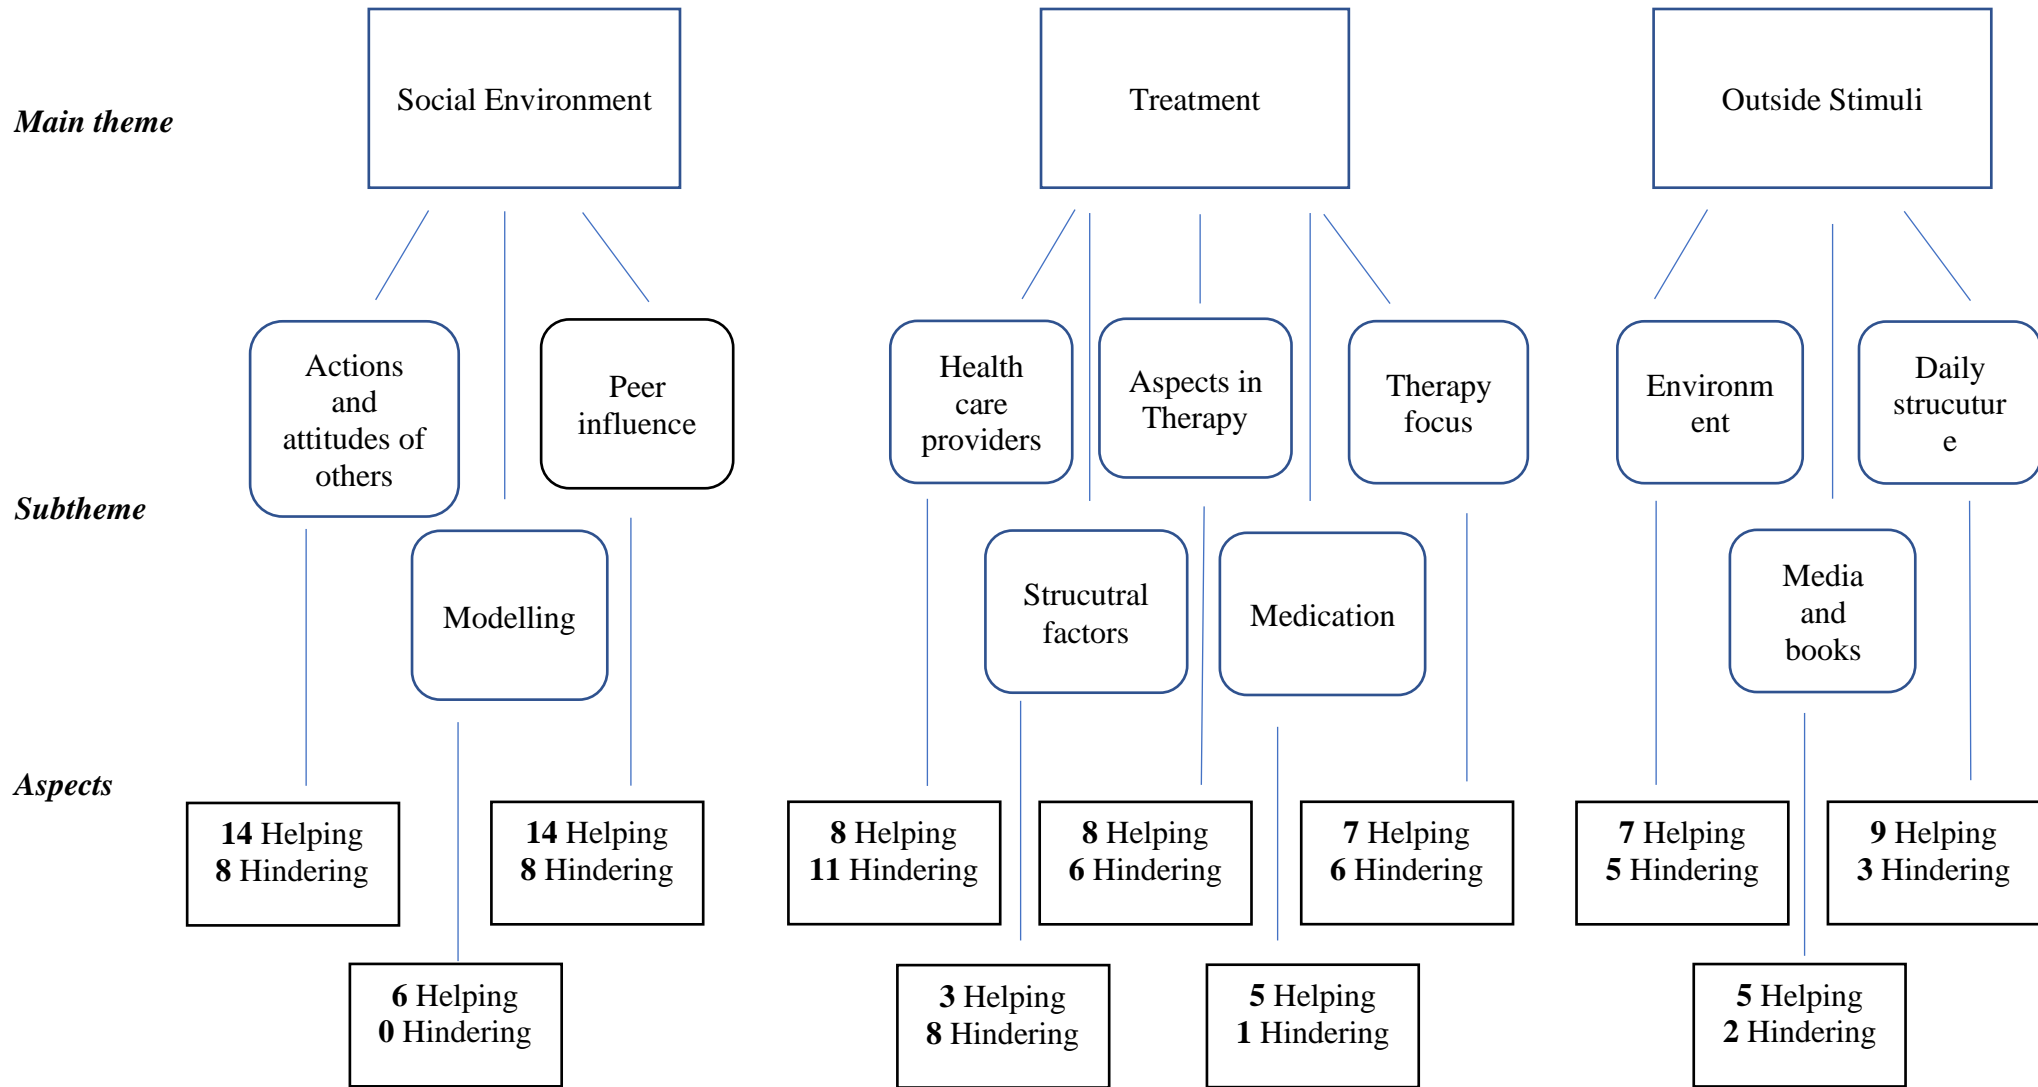 Main theme
Social Environment
Treatment
Outside Stimuli
Subtheme
Actions
and
attitudes of
others
Peer
influence
Modelling
Health
care
providers
Aspects in
Therapy
Therapy
focus
Strucutral
factors
Medication
Environm
ent
Daily
strucutur
e
Media
and
books
Aspects
14 Helping
8 Hindering
14 Helping
8 Hindering
6 Helping
0 Hindering
8 Helping
11 Hindering
8 Helping
6 Hindering
7 Helping
6 Hindering
3 Helping
8 Hindering
5 Helping
1 Hindering
7 Helping
5 Hindering
9 Helping
3 Hindering
5 Helping
2 Hindering